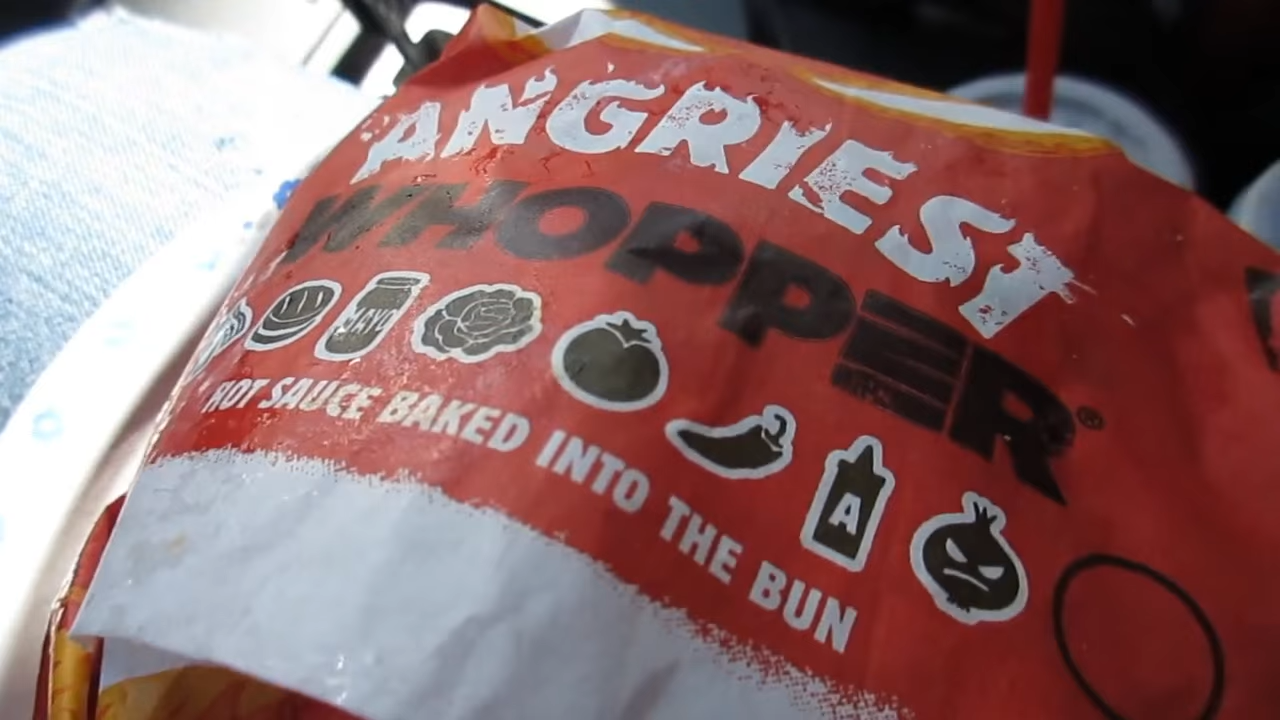 ANGRIEST
WHOPPER®
MAYO
A
HOT SAUCE BAKED INTO THE BUN